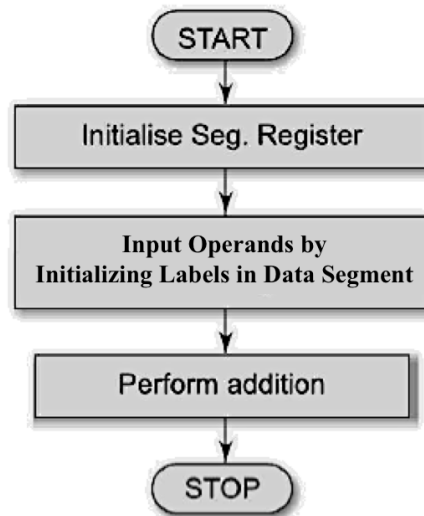 START
Initialise Seg. Register
Input Operands by
Initializing Labels in Data Segment
Perform addition
STOP